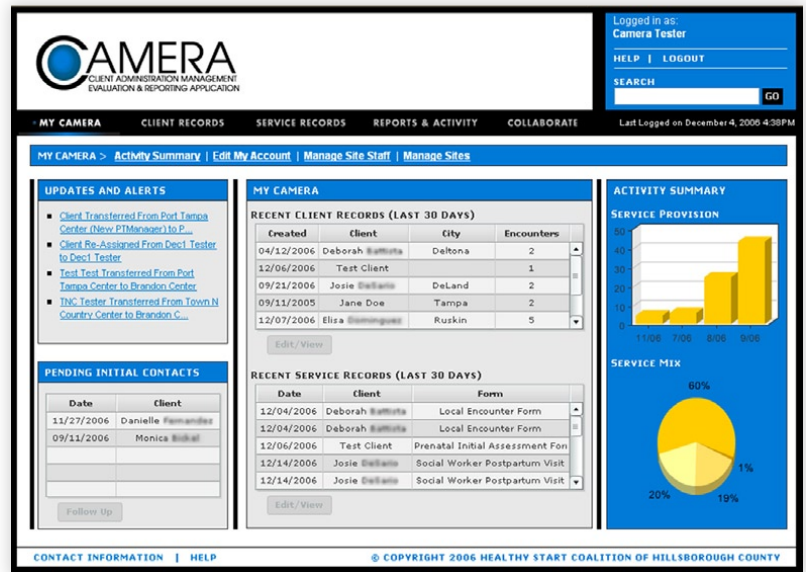 Logged in as:
Camera Tester
HELP | LOGOUT
SEARCH
GO
CAMERA
CLIENT ADMINISTRATION MANAGEMENT
EVALUATION & REPORTING APPLICATION
MY CAMERA CLIENT RECORDS SERVICE RECORDS REPORTS & ACTIVITY COLLABORATE Last Logged on December 4, 2006 4:38PM
MY CAMERA > Activity Summary | Edit My Account | Manage Site Staff | Manage Sites
UPDATES AND ALERTS
Client Transferred From Port Tampa
Center (New PTManager) to P...
Client Re-Assigned From Dec1 Tester
to Dec1 Tester
Test Test Transferred From Port
Tampa Center to Brandon Center
TNC Tester Transferred From Town N
Country Center to Brandon C...
PENDING INITIAL CONTACTS
Date Client
11/27/2006 Danielle
09/11/2006 Monica
Follow Up
MY CAMERA
RECENT CLIENT RECORDS (LAST 30 DAYS)
Created Client City Encounters
04/12/2006 Deborah Deltona 2
12/06/2006 Test Client 1
09/21/2006 Josie DeLand 2
09/11/2005 Jane Doe Tampa 2
12/07/2006 Elisa Ruskin 5
Edit/View
RECENT SERVICE RECORDS (LAST 30 DAYS)
Date Client Form
12/04/2006 Deborah Local Encounter Form
12/04/2006 Deborah Local Encounter Form
12/06/2006 Test Client Prenatal Initial Assessment Fon
12/14/2006 Josie Social Worker Postpartum Visit
12/14/2006 Josie Social Worker Postpartum Visit
Edit/View
ACTIVITY SUMMARY
SERVICE PROVISION
50
40
30
20
10
0
11/06 7/06 8/06 9/06
SERVICE MIX
60%
1%
20% 19%
CONTACT INFORMATION | HELP © COPYRIGHT 2006 HEALTHY START COALITION OF HILLSBOROUGH COUNTY